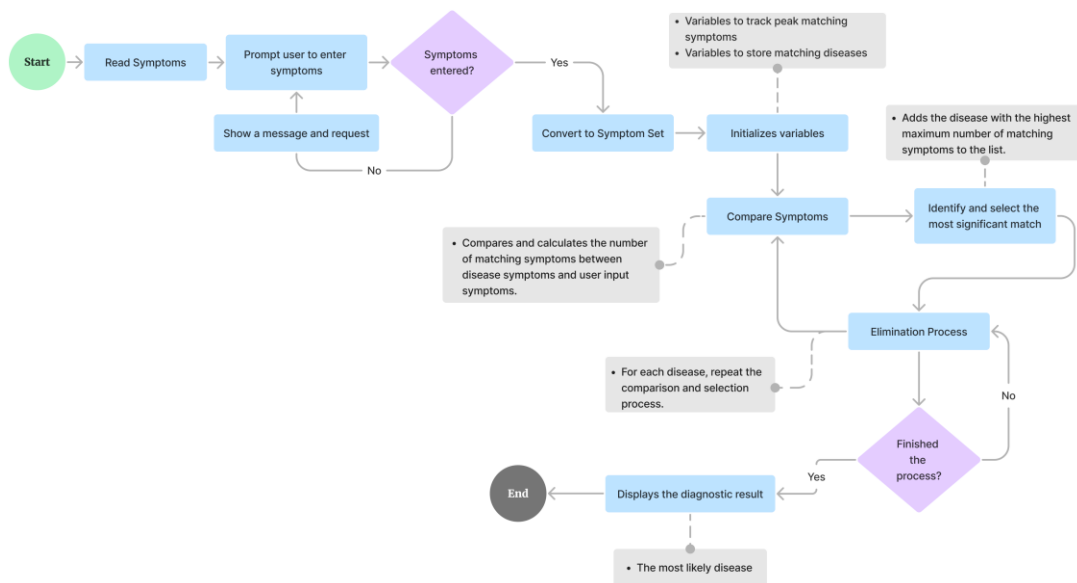 • Variables to track peak matching
symptoms
• Variables to store matching diseases
Start
Read Symptoms
Prompt user to enter
symptoms
Symptoms
entered?
Yes
Show a message and request
No
Convert to Symptom Set
Initializes variables
• Adds the disease with the highest
maximum number of matching
symptoms to the list.
Compare Symptoms
Identify and select the
most significant match
• Compares and calculates the number
of matching symptoms between
disease symptoms and user input
symptoms.
Elimination Process
• For each disease, repeat the
comparison and selection
process.
No
Finished
the
process?
Yes
Displays the diagnostic result
End
• The most likely disease